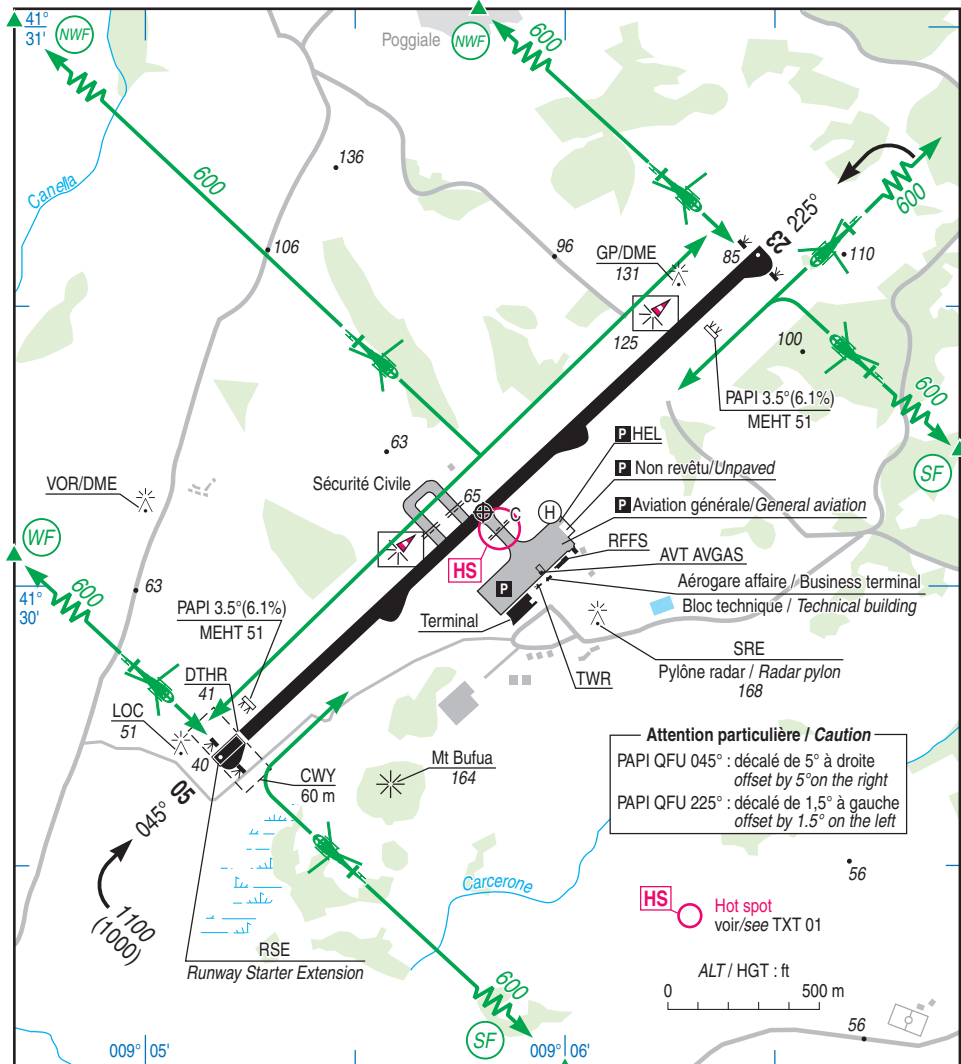 41°
31'
NWF
NWF
Poggiale
600
600
Canella
136
600
23
225°
106
96
GP/DME
131
85
110
125
100
PAPI 3.5°(6.1%)
MEHT 51
600
SF
63
P HEL
P Non revêtu/Unpaved
P Aviation générale/General aviation
Sécurité Civile
65
C
H
VOR/DME
HS
RFFS
AVT AVGAS
Aérogare affaire / Business terminal
Bloc technique / Technical building
WF
41°
30'
600
63
P
Terminal
TWR
SRE
Pylône radar / Radar pylon
168
PAPI 3.5°(6.1%)
MEHT 51
DTHR
41
LOC
51
40
05
045°
CWY
60 m
Mt Bufua
164
Attention particulière / Caution
PAPI QFU 045° : décalé de 5° à droite
offset by 5°on the right
PAPI QFU 225° : décalé de 1,5° à gauche
offset by 1.5° on the left
56
Carcerone
1100
(1000)
HS
Hot spot
voir/see TXT 01
RSE
Runway Starter Extension
ALT / HGT : ft
0
500 m
600
SF
56
009° 05'
009° 06'